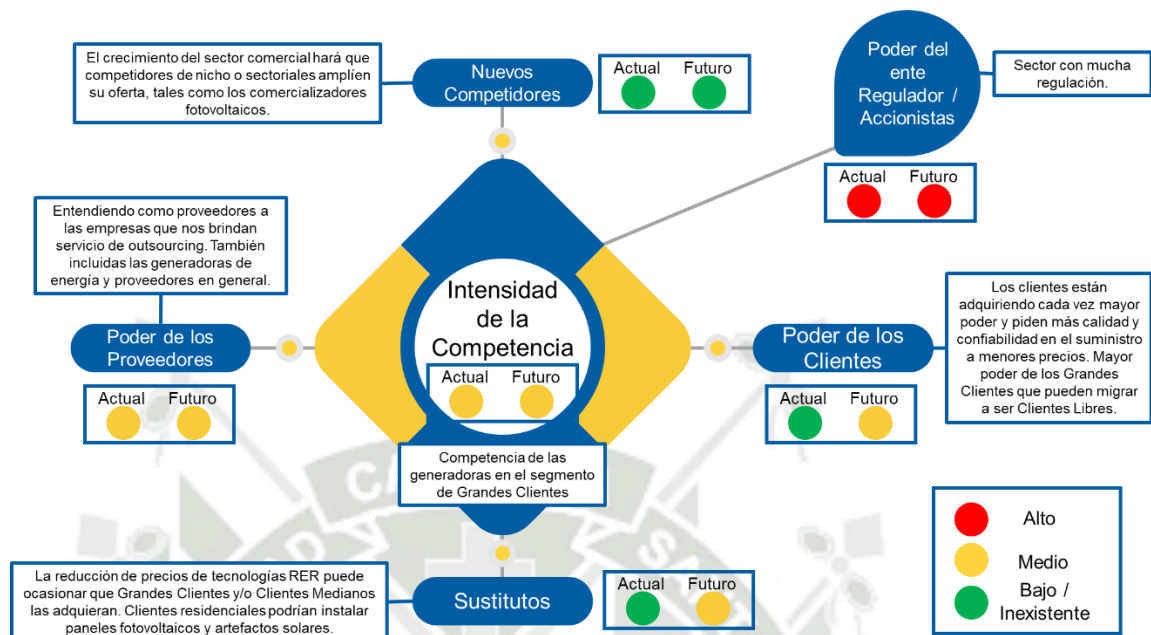 El crecimiento del sector comercial hará que
competidores de nicho o sectoriales amplíen
su oferta, tales como los comercializadores
fotovoltaicos.
Nuevos
Competidores
Actual Futuro
Poder del
ente
Regulador /
Accionistas
Sector con mucha
regulación.
Actual Futuro
Entendiendo como proveedores a
las empresas que nos brindan
servicio de outsourcing. También
incluidas las generadoras de
energía y proveedores en general.
Poder de los
Proveedores
Actual Futuro
Intensidad
de la
Competencia
Actual Futuro
Competencia de las
generadoras en el segmento
de Grandes Clientes
Poder de los
Clientes
Actual Futuro
Los clientes están
adquiriendo cada vez mayor
poder y piden más calidad y
confiabilidad en el suministro
a menores precios. Mayor
poder de los Grandes
Clientes que pueden migrar
a ser Clientes Libres.
La reducción de precios de tecnologías RER puede
ocasionar que Grandes Clientes y/o Clientes Medianos
las adquieran. Clientes residenciales podrían instalar
paneles fotovoltaicos y artefactos solares.
Sustitutos
Actual Futuro
Alto
Medio
Bajo /
Inexistente